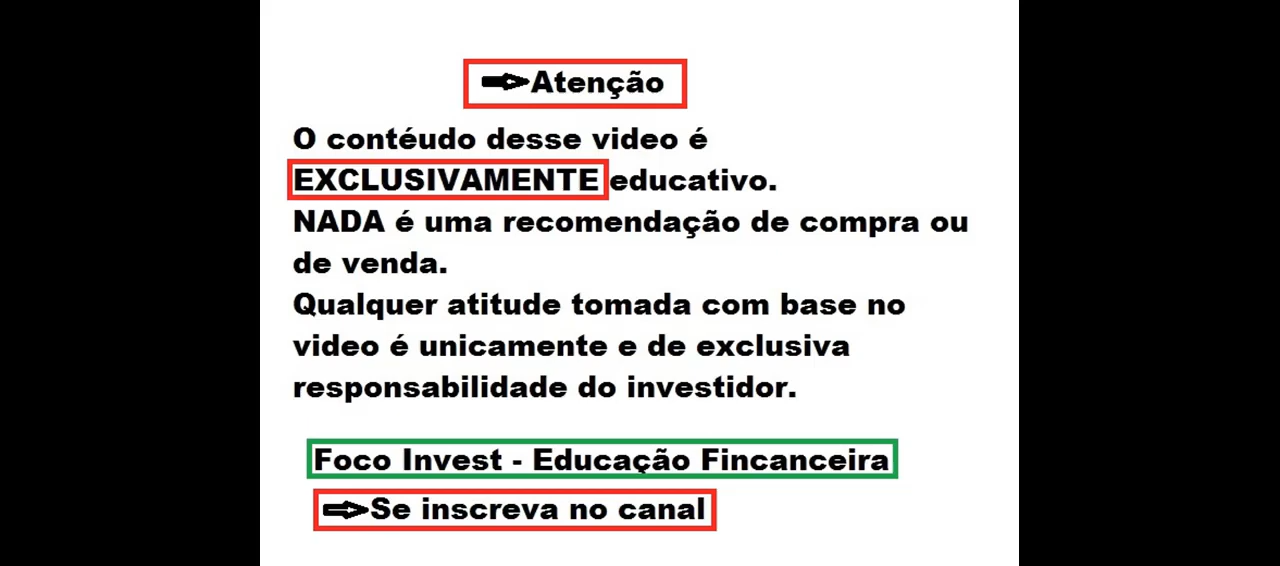 Atenção
O contéudo desse video é
EXCLUSIVAMENTE educativo.
NADA é uma recomendação de compra ou
de venda.
Qualquer atitude tomada com base no
video é unicamente e de exclusiva
responsabilidade do investidor.
Foco Invest - Educação Fincanceira
Se inscreva no canal